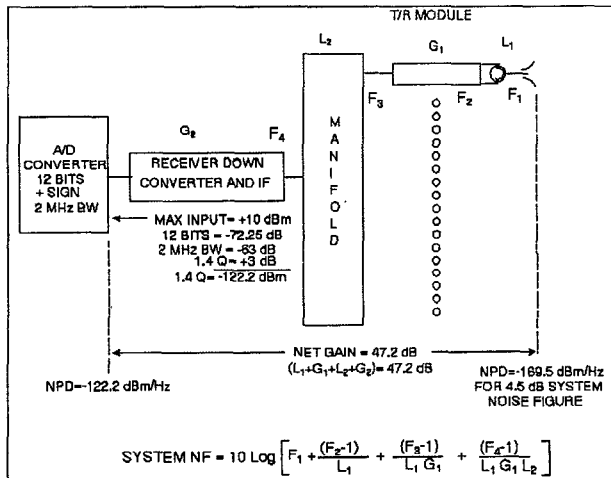 T/R MODULE
L₂
G₁
L₁
F₃
F₂
F₁
MANIFOLD
G₂
F₄
A/D
CONVERTER
12 BITS
+ SIGN
2 MHz BW
RECEIVER DOWN
CONVERTER AND IF
MAX INPUT= +10 dBm
12 BITS = -72.25 dB
2 MHz BW = -63 dB
1.4 Q= +3 dB
1.4 Q= -122.2 dBm
NET GAIN = 47.2 dB
(L₁+G₁+L₂+G₂)= 47.2 dB
NPD=-122.2 dBm/Hz
NPD=-169.5 dBm/Hz
FOR 4.5 dB SYSTEM
NOISE FIGURE
SYSTEM NF = 10 Log [F₁ + (F₂-1)/L₁ + (F₃-1)/L₁ G₁ + (F₄-1)/L₁ G₁ L₂]